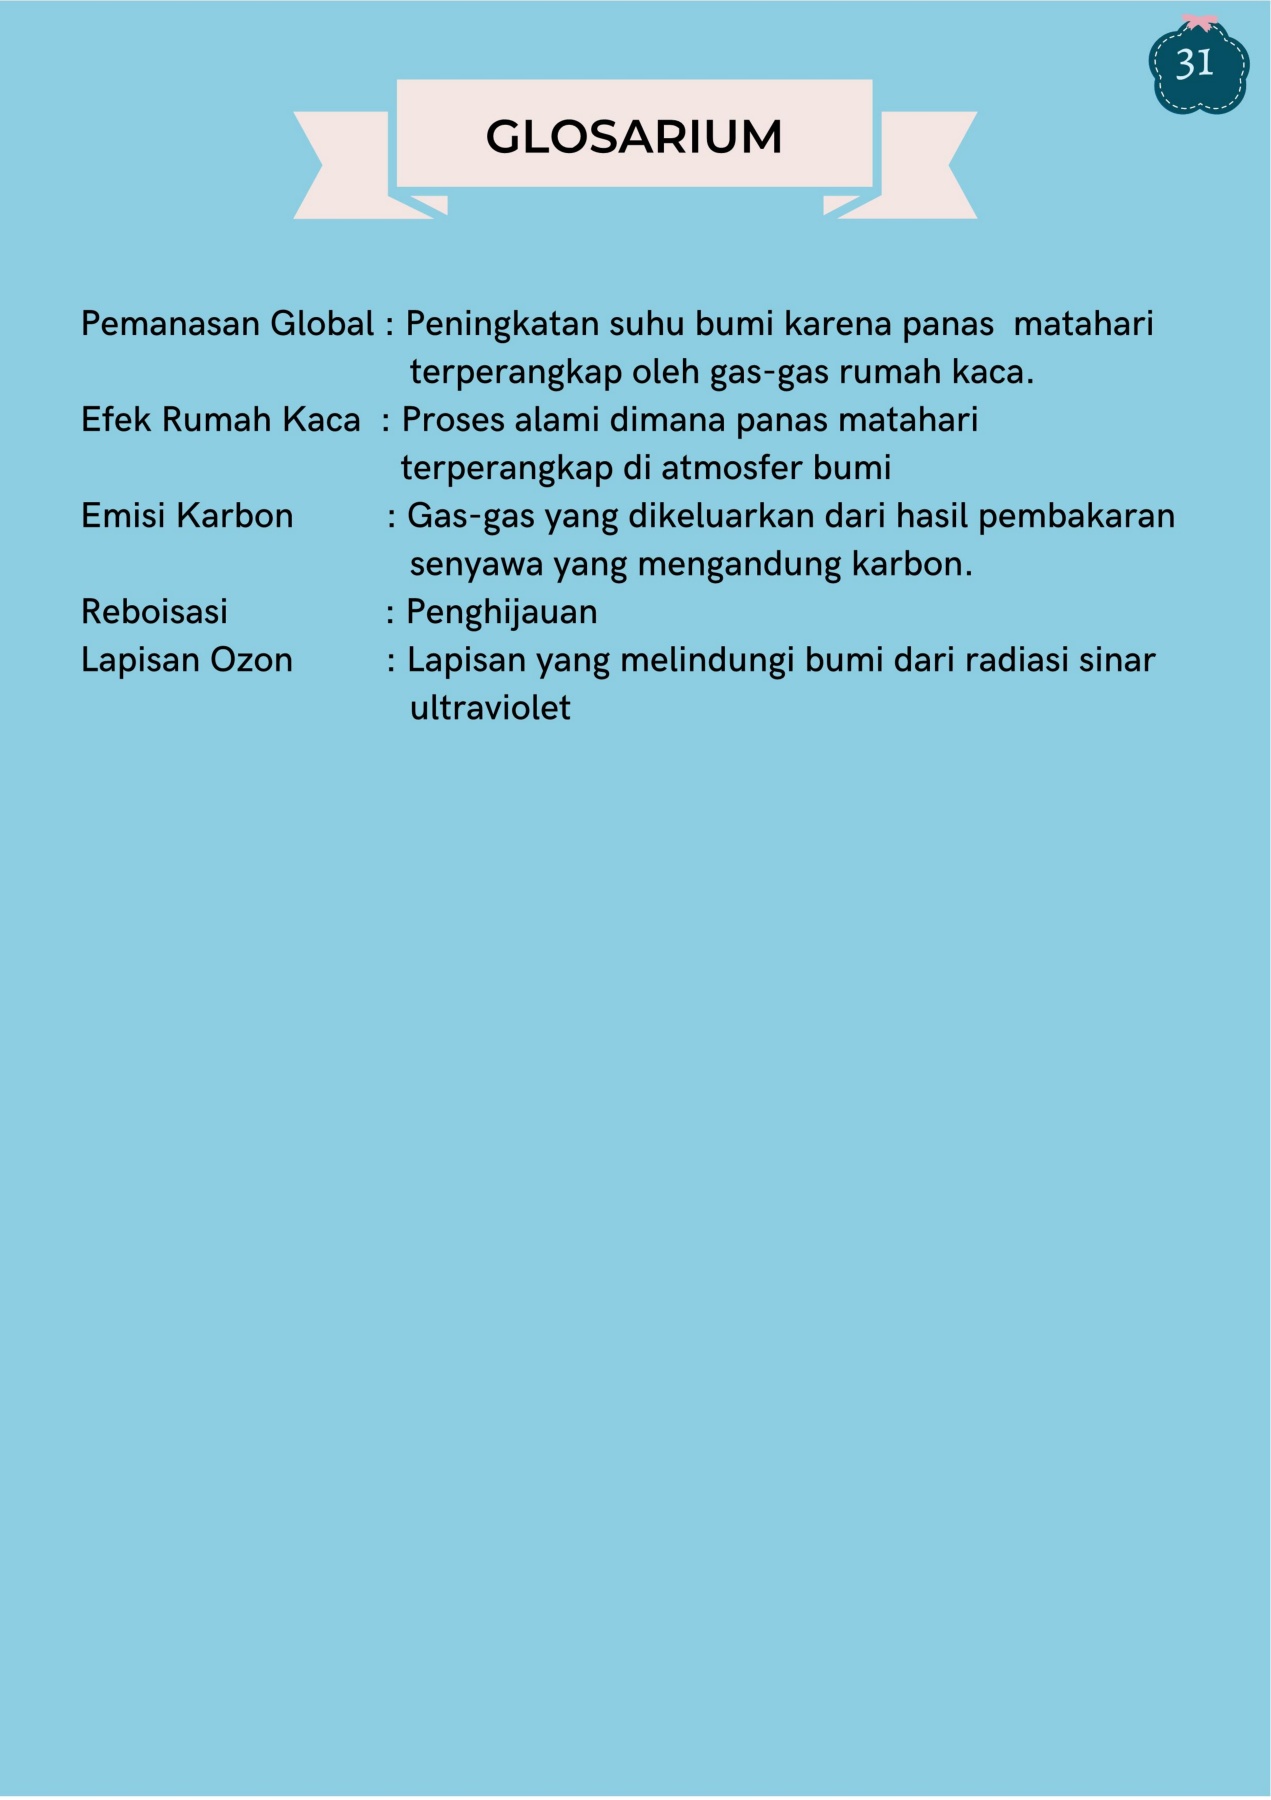 31
GLOSARIUM
Pemanasan Global : Peningkatan suhu bumi karena panas matahari
terperangkap oleh gas-gas rumah kaca.
Efek Rumah Kaca : Proses alami dimana panas matahari
terperangkap di atmosfer bumi
Emisi Karbon : Gas-gas yang dikeluarkan dari hasil pembakaran
senyawa yang mengandung karbon.
Reboisasi : Penghijauan
Lapisan Ozon : Lapisan yang melindungi bumi dari radiasi sinar
ultraviolet